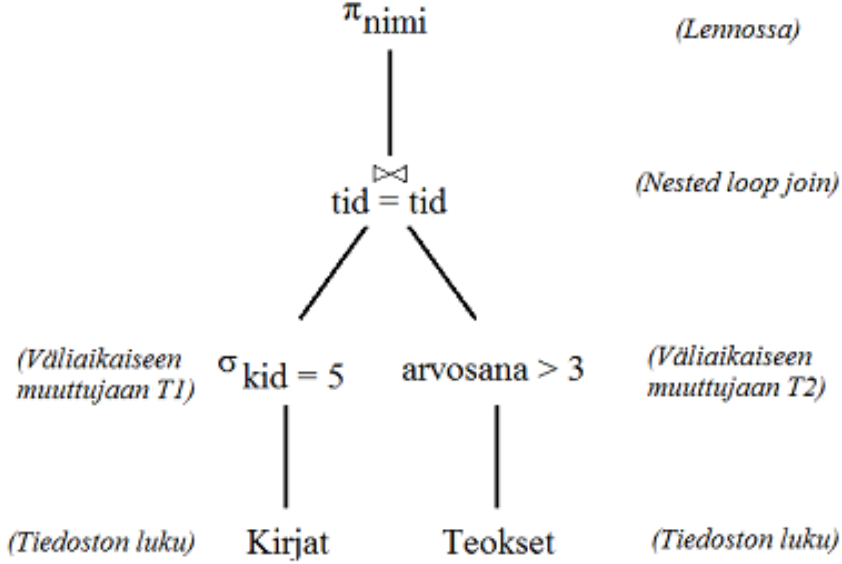 π nimi (Lennossa)
⋈
tid = tid (Nested loop join)
(Väliaikaiseen muuttujaan T1) σ kid = 5 arvosana > 3 (Väliaikaiseen muuttujaan T2)
(Tiedoston luku) Kirjat Teokset (Tiedoston luku)